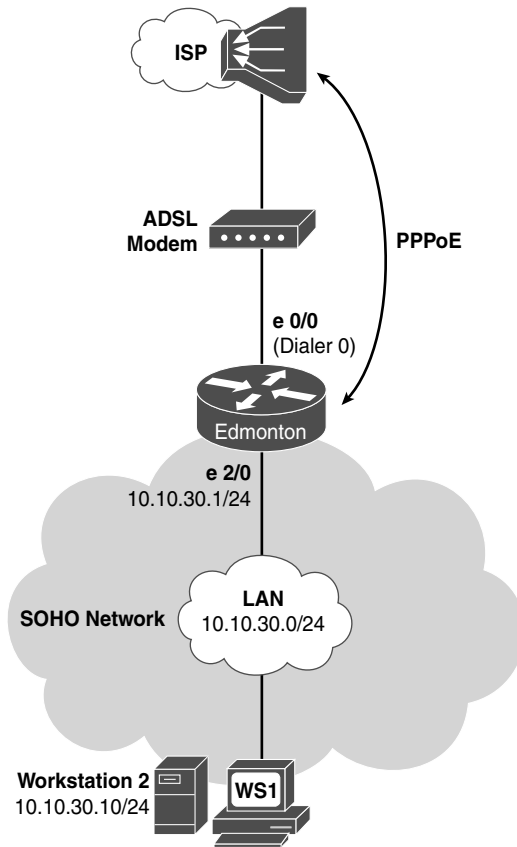 ISP
ADSL
Modem
PPPoE
e 0/0
(Dialer 0)
Edmonton
e 2/0
10.10.30.1/24
LAN
10.10.30.0/24
SOHO Network
Workstation 2
10.10.30.10/24
WS1